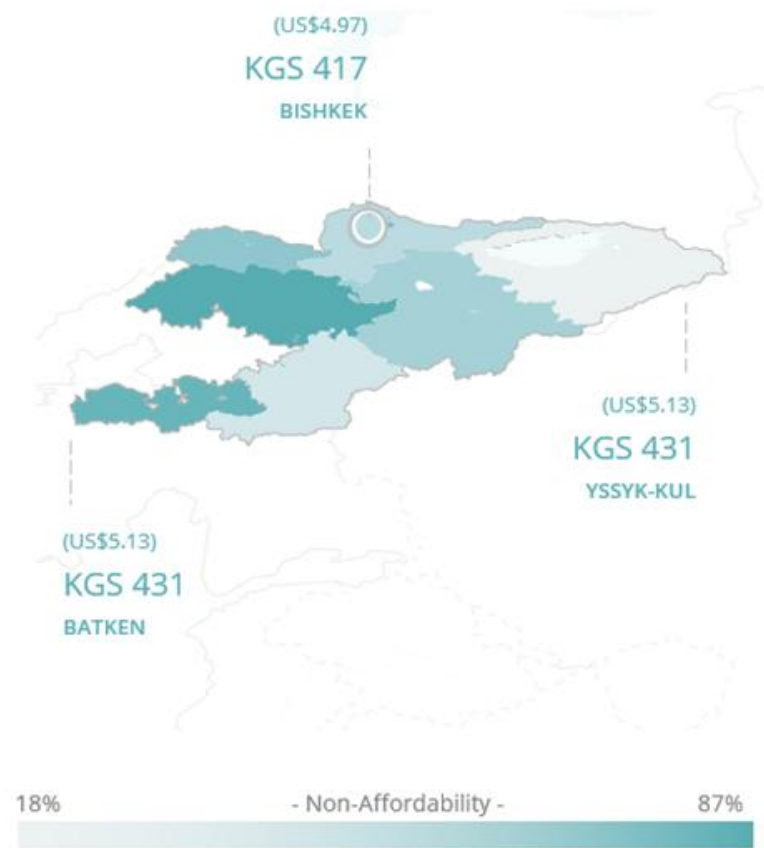 (US$4.97)
KGS 417
BISHKEK
(US$5.13)
KGS 431
YSSYK-KUL
(US$5.13)
KGS 431
BATKEN
18%
- Non-Affordability -
87%